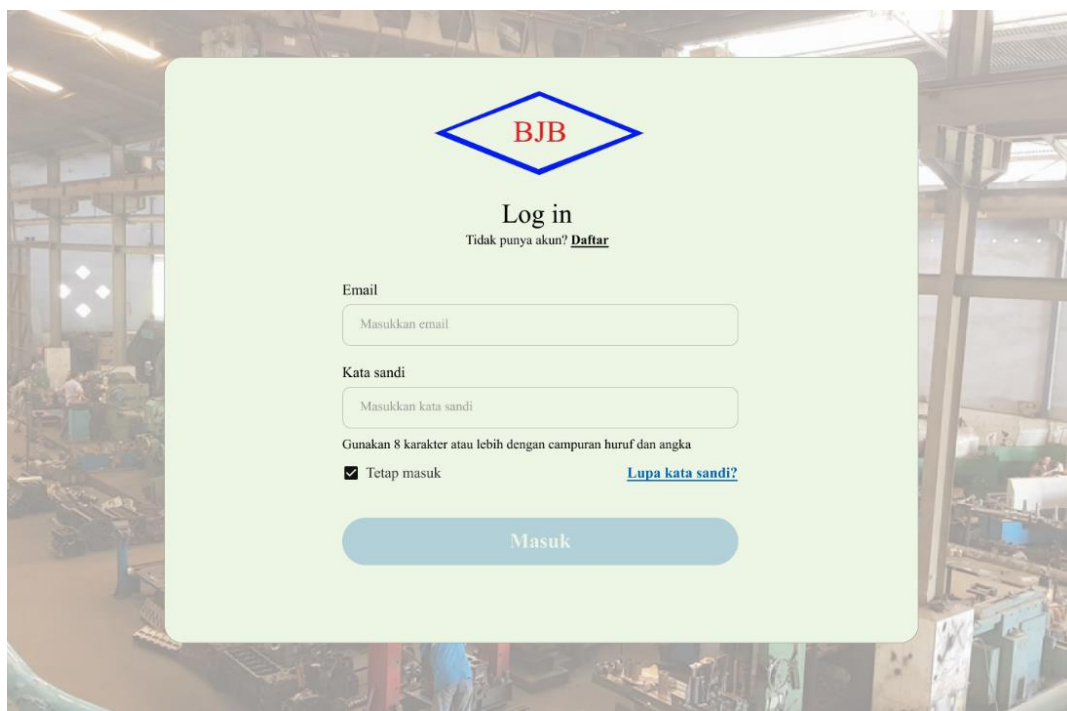 BJB
Log in
Tidak punya akun? Daftar
Email
Masukkan email
Kata sandi
Masukkan kata sandi
Gunakan 8 karakter atau lebih dengan campuran huruf dan angka
Tetap masuk Lupa kata sandi?
Masuk